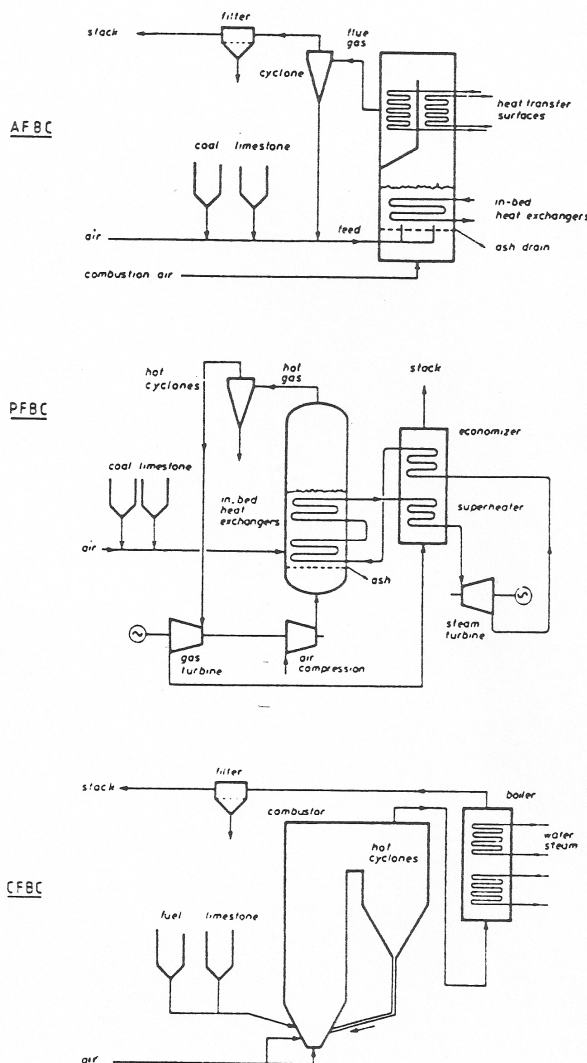 filter
stack
flue
gas
cyclone
AFBC
heat transfer
surfaces
coal limestone
in-bed
heat exchangers
air
feed
ash drain
combustion air
hot
cyclones
hot
gas
stack
PFBC
economizer
coal limestone
in-bed
heat
exchangers
superheater
air
ash
steam
turbine
gas
turbine
air
compression
filter
stack
boiler
combustor
hot
cyclones
water
steam
CFBC
fuel limestone
air